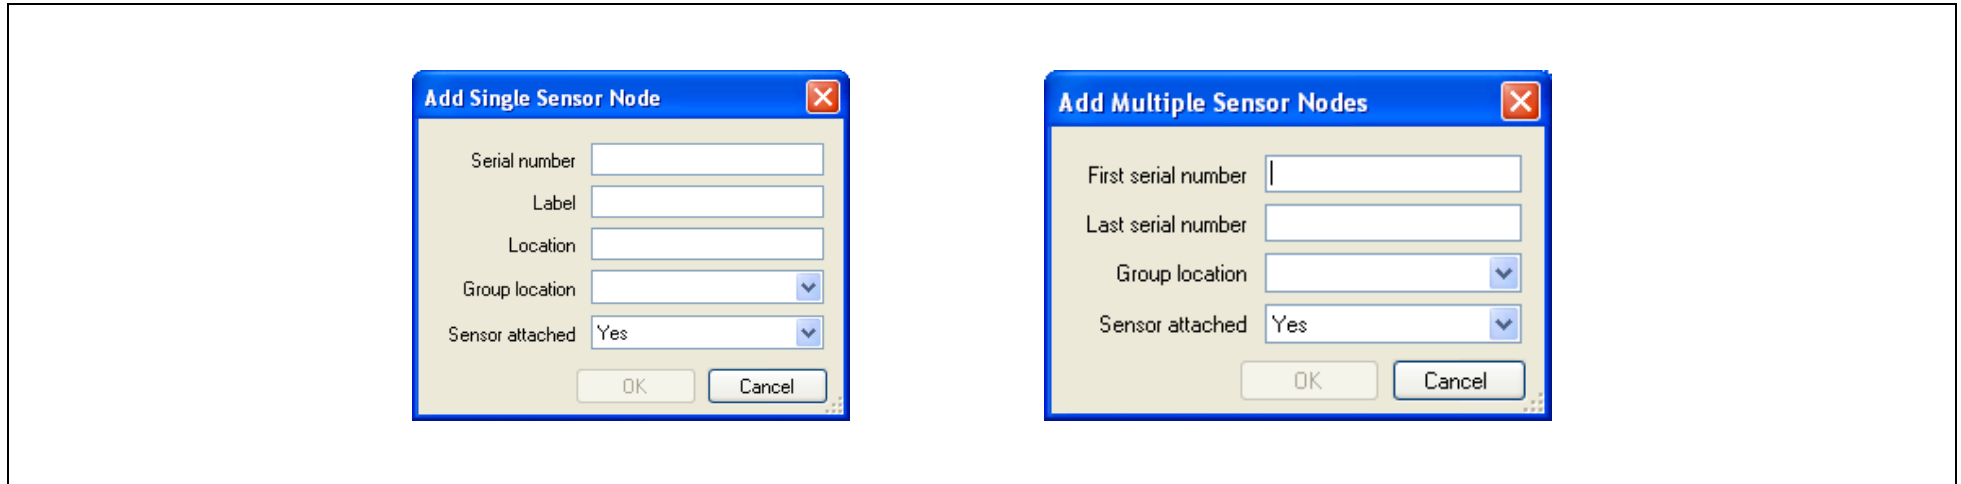 Add Single Sensor Node
Serial number
Label
Location
Group location
Sensor attached Yes
OK Cancel
Add Multiple Sensor Nodes
First serial number
Last serial number
Group location
Sensor attached Yes
OK Cancel